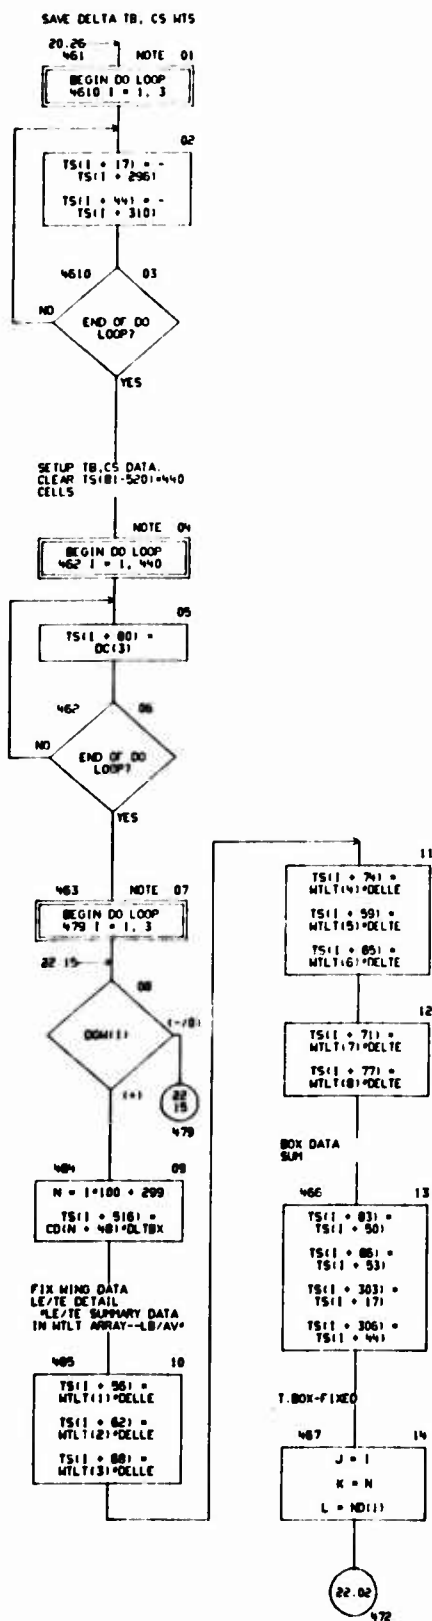 SAVE DELTA TB, CS WTS
20.26
461 NOTE 01
BEGIN DO LOOP
4610 I = 1, 3
02
TS(I + 17) = -
TS(I + 296)
TS(I + 44) = -
TS(I + 310)
4610 03
NO
END OF DO
LOOP?
YES
SETUP TB,CS DATA.
CLEAR TS(81-520)=440
CELLS
NOTE 04
BEGIN DO LOOP
462 I = 1, 440
05
TS(I + 80) =
DC(3)
462 06
NO
END OF DO
LOOP?
YES
463 NOTE 07
BEGIN DO LOOP
479 I = 1, 3
22 15
08
(-/0)
(+)
22
15
479
09
N = I*100 + 299
TS(I + 516) =
CD(N + 48)*DLTBX
FIX WING DATA
LE/TE DETAIL
*LE/TE SUMMARY DATA
IN WTLT ARRAY--LB/AV*
465 10
TS(I + 56) =
WTLT(1)*DELLE
TS(I + 62) =
WTLT(2)*DELLE
TS(I + 68) =
WTLT(3)*DELLE
11
TS(I + 74) =
WTLT(4)*DELLE
TS(I + 59) =
WTLT(5)*DELTE
TS(I + 65) =
WTLT(6)*DELTE
12
TS(I + 71) =
WTLT(7)*DELTE
TS(I + 77) =
WTLT(8)*DELTE
BOX DATA
SUM
466 13
TS(I + 83) =
TS(I + 50)
TS(I + 86) =
TS(I + 53)
TS(I + 303) =
TS(I + 17)
TS(I + 306) =
TS(I + 44)
T.BOX-FIXED
467 14
J = I
K = N
L = ND(1)
22.02
472